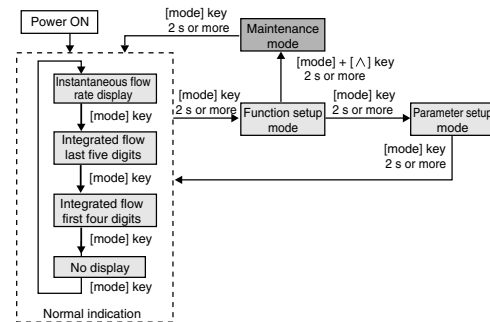 Power ON
[mode] key
2 s or more
Maintenance
mode
[mode] + [∧] key
2 s or more
Instantaneous flow
rate display
[mode] key
[mode] key
2 s or more
Function setup
mode
[mode] key
2 s or more
Parameter setup
mode
Integrated flow
last five digits
[mode] key
[mode] key
2 s or more
Integrated flow
first four digits
[mode] key
No display
[mode] key
Normal indication